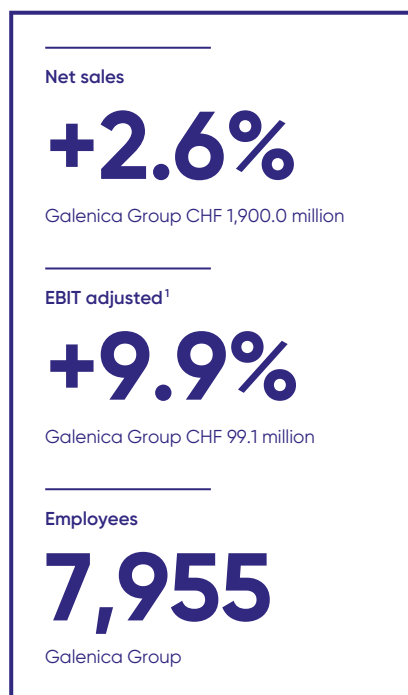 Net sales
+2.6%
Galenica Group CHF 1,900.0 million
EBIT adjusted¹
+9.9%
Galenica Group CHF 99.1 million
Employees
7,955
Galenica Group